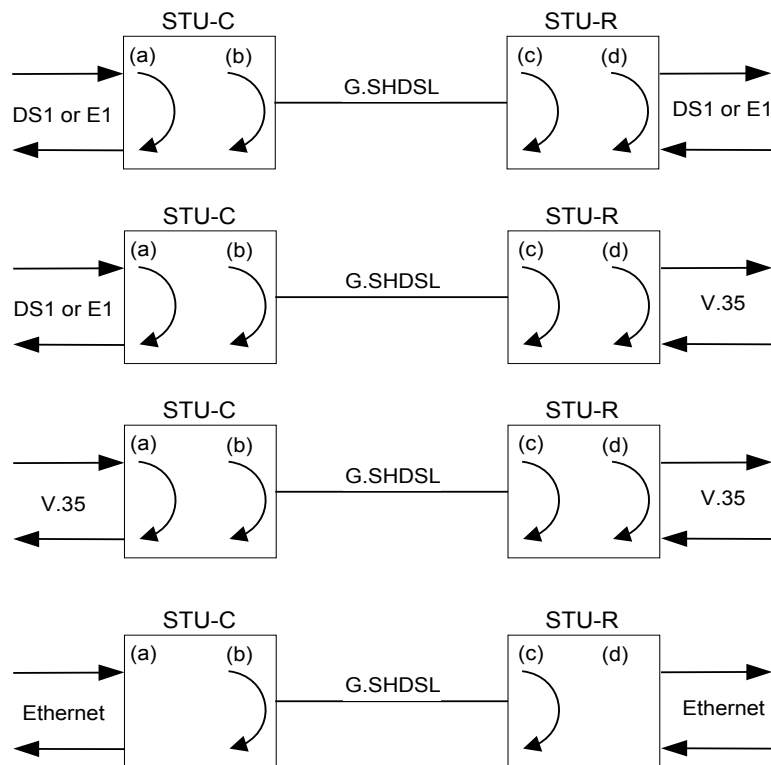 STU-C STU-R
(a) (b) (c) (d)
G.SHDSL
DS1 or E1 DS1 or E1
STU-C STU-R
(a) (b) (c) (d)
G.SHDSL
DS1 or E1 V.35
STU-C STU-R
(a) (b) (c) (d)
G.SHDSL
V.35 V.35
STU-C STU-R
(a) (b) (c) (d)
G.SHDSL
Ethernet Ethernet